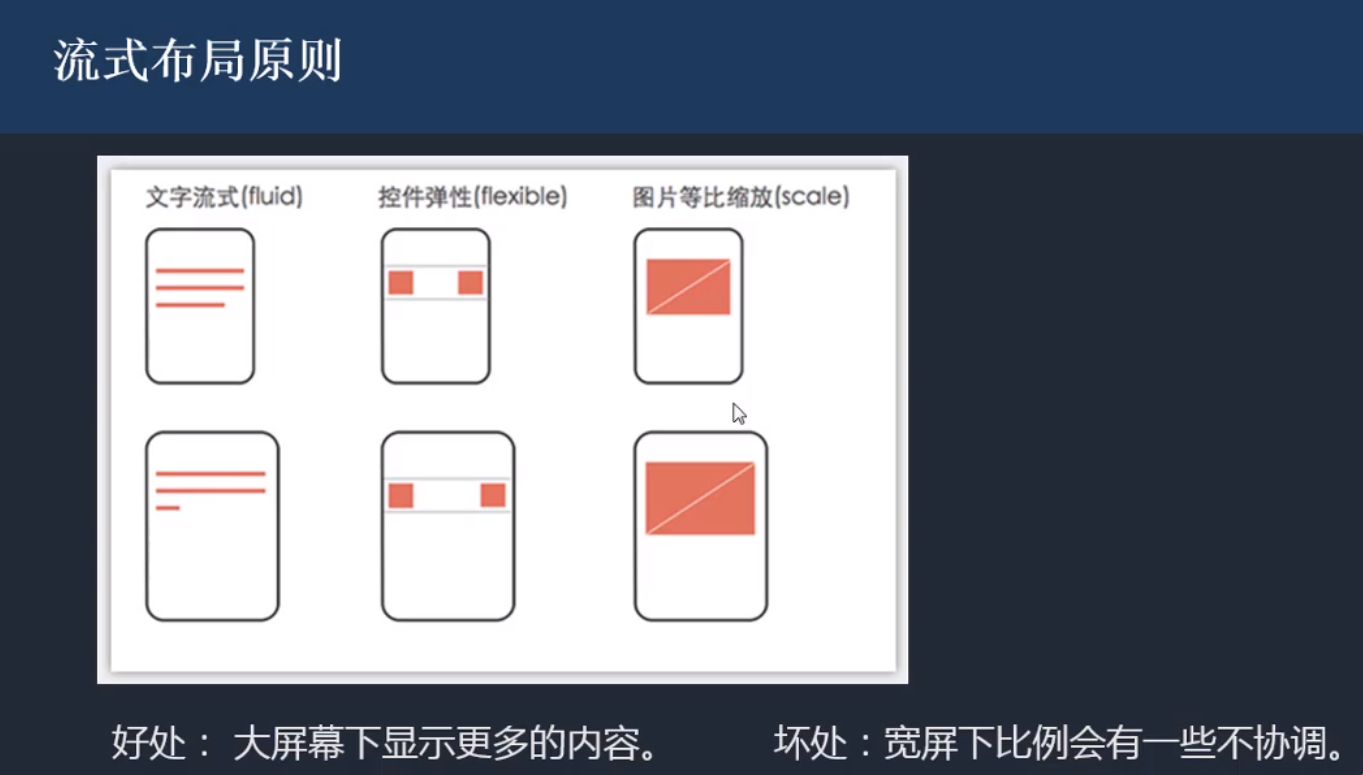 流式布局原则
文字流式(fluid)
控件弹性(flexible)
图片等比缩放(scale)
好处： 大屏幕下显示更多的内容。
坏处：宽屏下比例会有一些不协调。